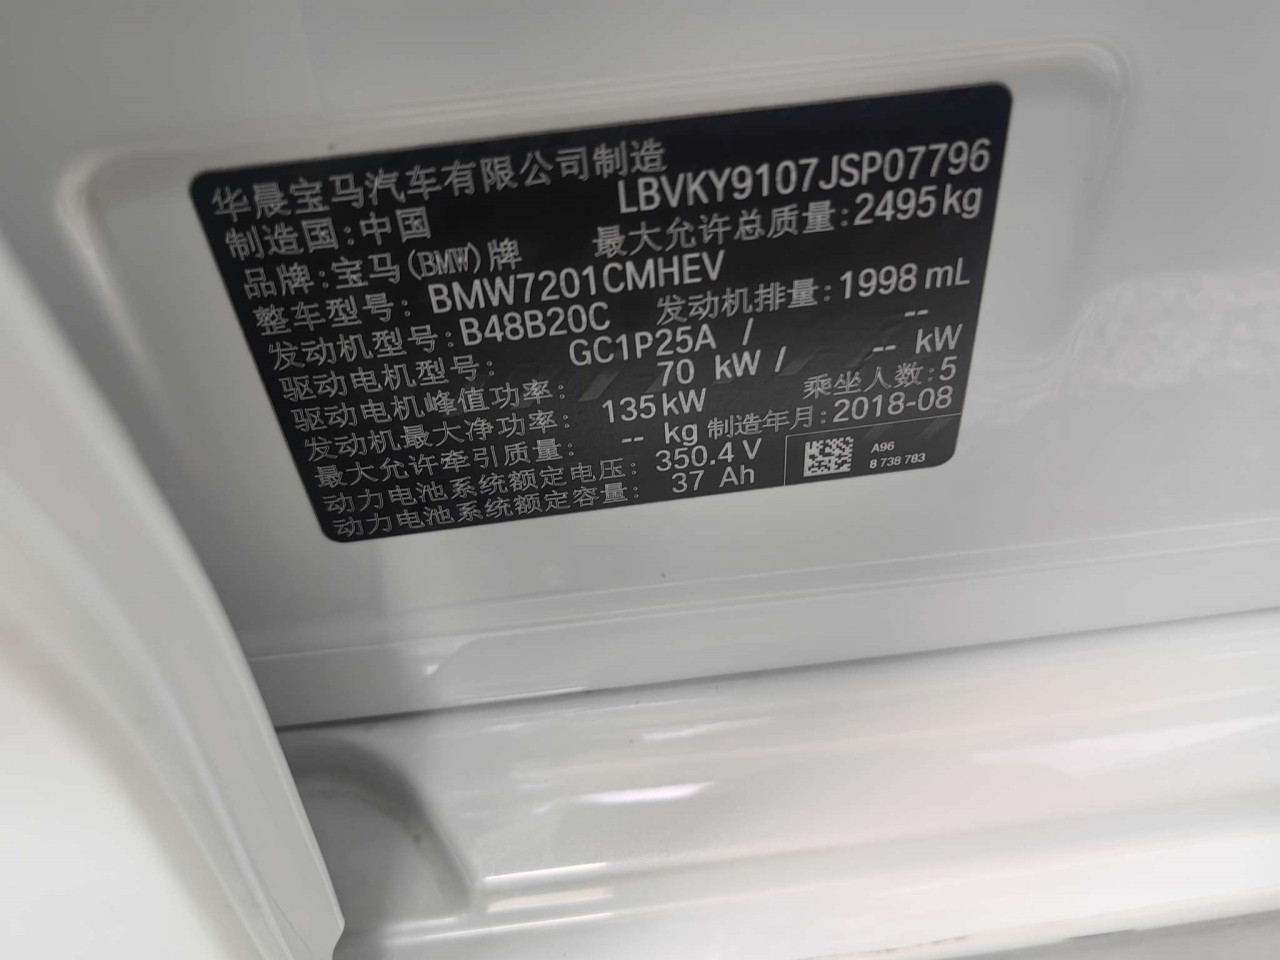 华晨宝马汽车有限公司制造
制造国:中国 LBVKY9107JSP07796
品牌:宝马(BMW)牌 最大允许总质量:2495kg
整车型号: BMW7201CMHEV
发动机型号:B48B20C 发动机排量:1998 mL
驱动电机型号: GC1P25A / --
驱动电机峰值功率: 70 kW / -- kW
发动机最大净功率: 135kW 乘坐人数:5
最大允许牵引质量: -- kg 制造年月:2018-08
动力电池系统额定电压: 350.4 V
动力电池系统额定容量: 37 Ah
A96
8 738 783